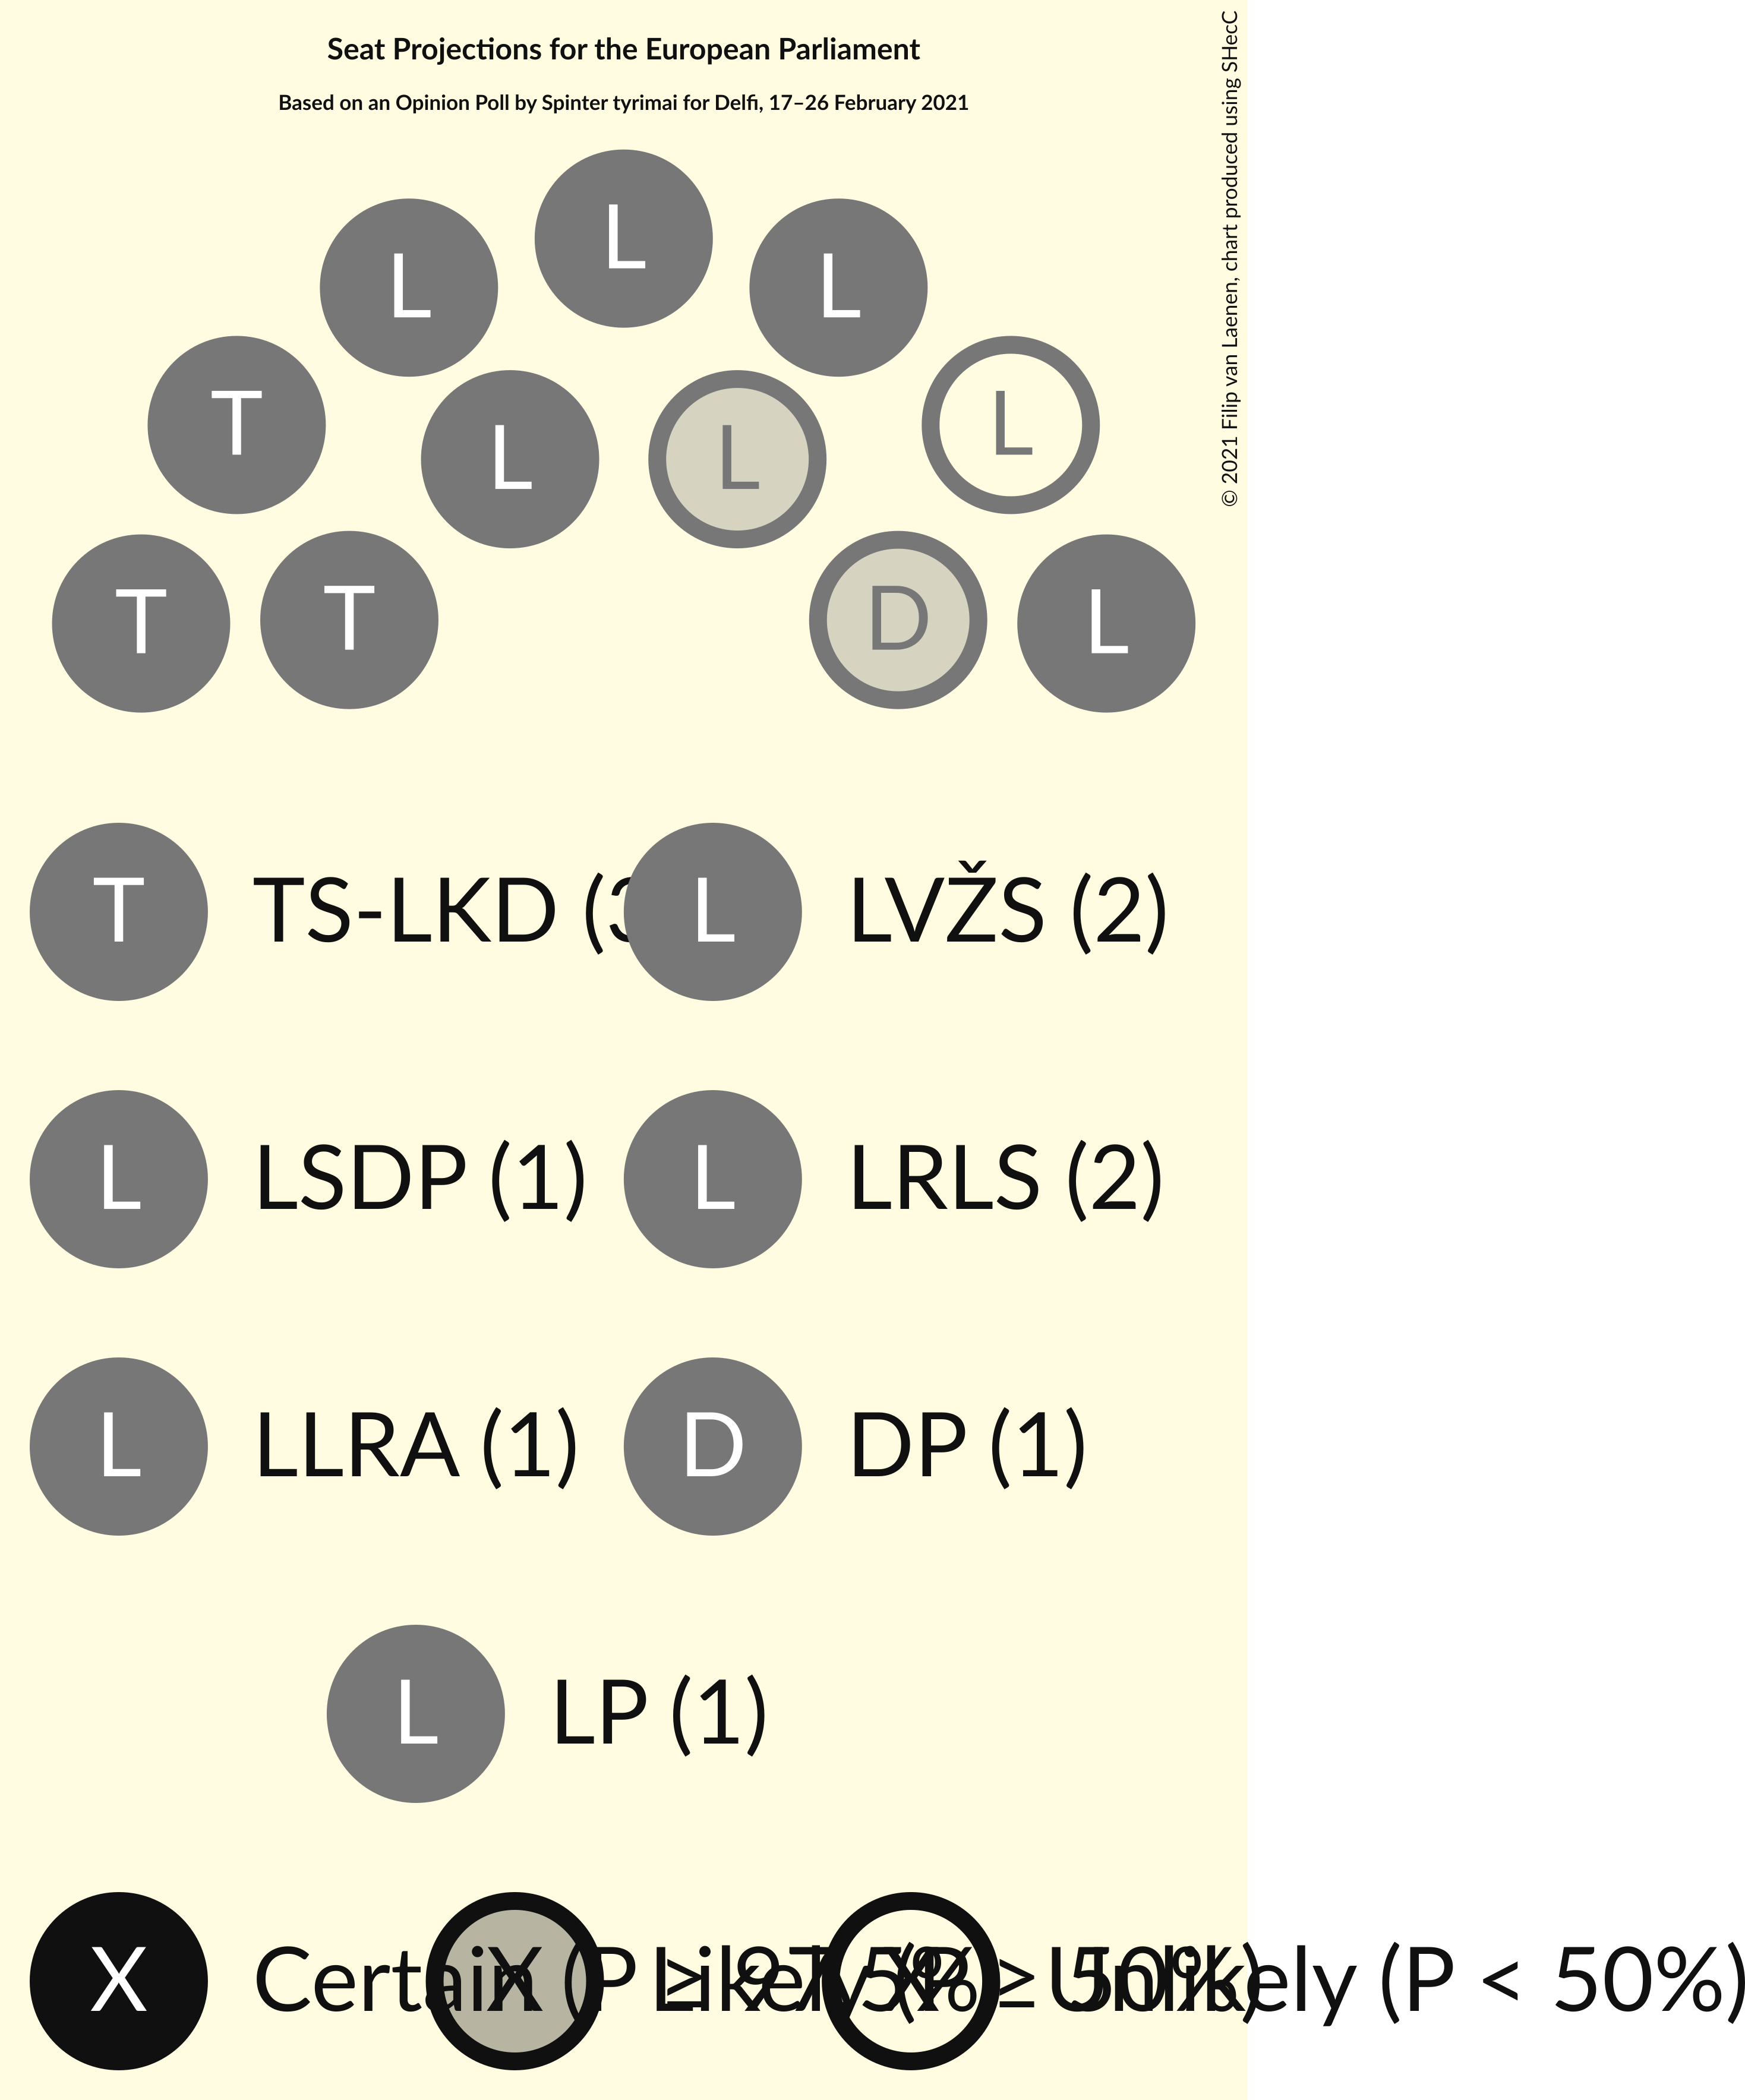 Seat Projections for the European Parliament
Based on an Opinion Poll by Spinter tyrimai for Delfi, 17–26 February 2021
© 2021 Filip van Laenen, chart produced using SHecC
L
L L
T L L L
T T D L
T TS-LKD (3 L LVŽS (2)
L LSDP (1) L LRLS (2)
L LLRA (1) D DP (1)
L LP (1)
X Certain (P ≥ 97.5% X Likely (P ≥ 50%) X Unlikely (P < 50%)